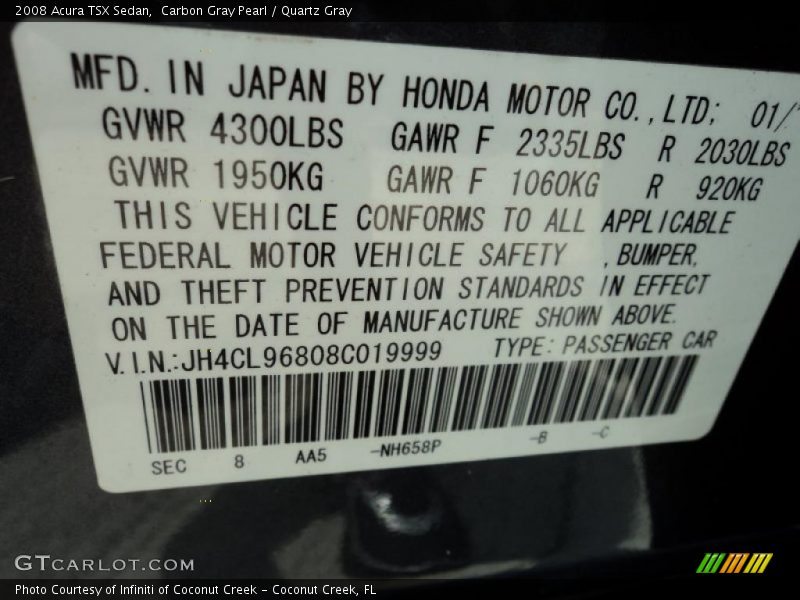 2008 Acura TSX Sedan,  Carbon Gray Pearl / Quartz Gray
MFD. IN JAPAN BY HONDA MOTOR CO., LTD; 01/
GVWR 4300LBS GAWR F 2335LBS R 2030LBS
GVWR 1950KG GAWR F 1060KG R 920KG
THIS VEHICLE CONFORMS TO ALL APPLICABLE
FEDERAL MOTOR VEHICLE SAFETY , BUMPER,
AND THEFT PREVENTION STANDARDS IN EFFECT
ON THE DATE OF MANUFACTURE SHOWN ABOVE.
V.I.N.:JH4CL96808C019999 TYPE: PASSENGER CAR
SEC 8 AA5 -NH658P -B -C
GTCARLOT.COM
Photo Courtesy of Infiniti of Coconut Creek - Coconut Creek, FL